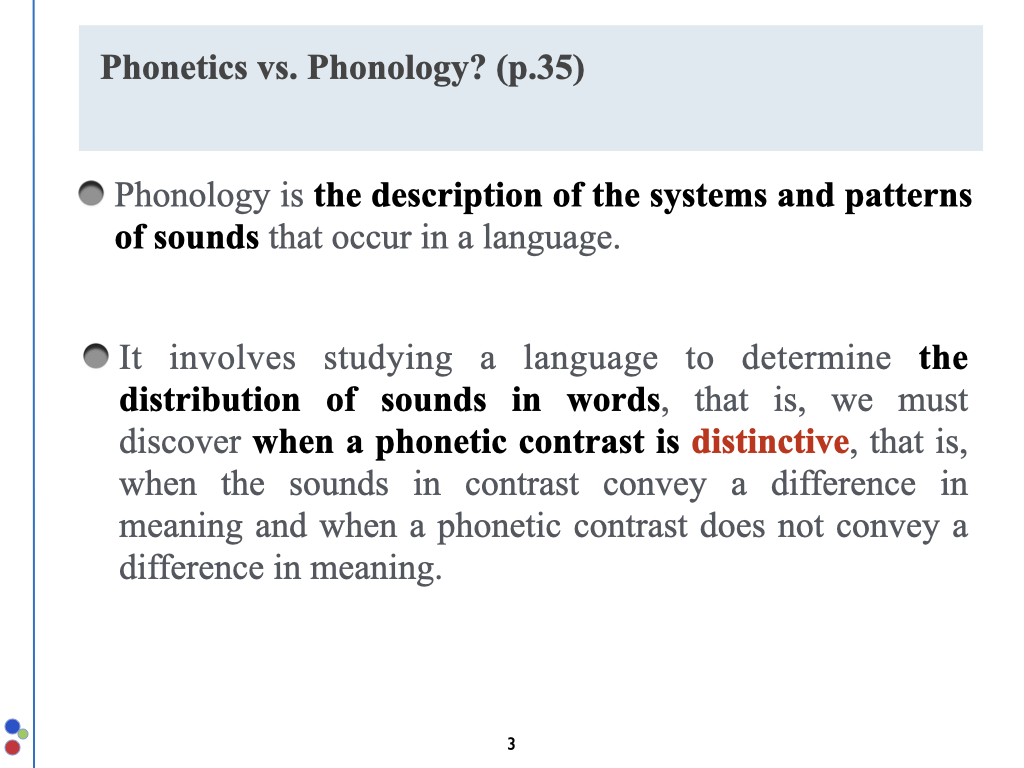 Phonetics vs. Phonology? (p.35)
Phonology is the description of the systems and patterns
of sounds that occur in a language.
It involves studying a language to determine the
distribution of sounds in words, that is, we must
discover when a phonetic contrast is distinctive, that is,
when the sounds in contrast convey a difference in
meaning and when a phonetic contrast does not convey a
difference in meaning.
3